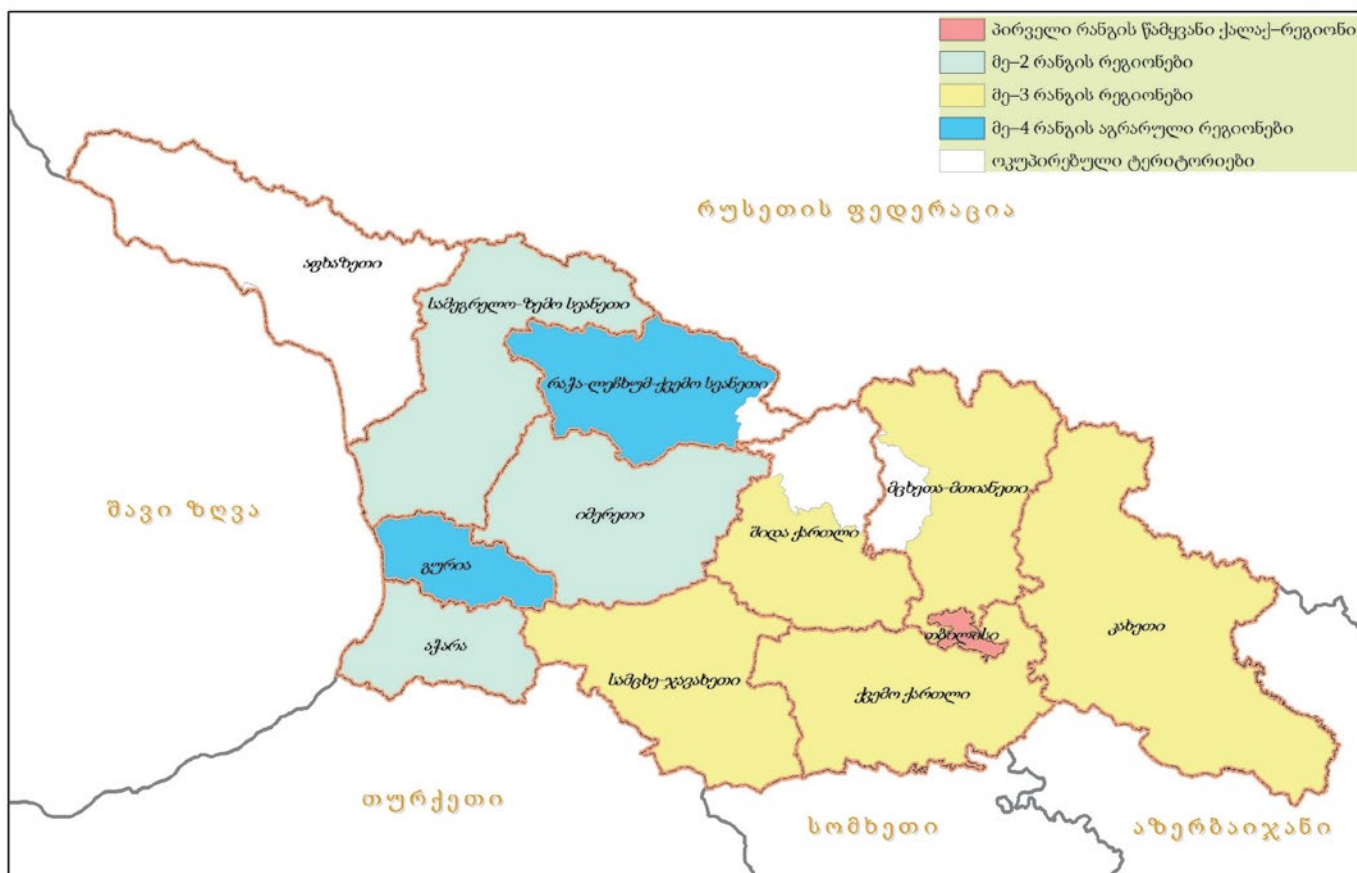 პირველი რანგის წამყვანი ქალაქ–რეგიონი
მე–2 რანგის რეგიონები
მე–3 რანგის რეგიონები
მე–4 რანგის აგრარული რეგიონები
ოკუპირებული ტერიტორიები
რუსეთის ფედერაცია
აფხაზეთი
სამეგრელო-ზემო სვანეთი
რაჭა-ლეჩხუმ-ქვემო სვანეთი
მცხეთა-მთიანეთი
შავი ზღვა
იმერეთი
შიდა ქართლი
გურია
თბილისი
კახეთი
აჭარა
სამცხე-ჯავახეთი
ქვემო ქართლი
თურქეთი
სომხეთი
აზერბაიჯანი